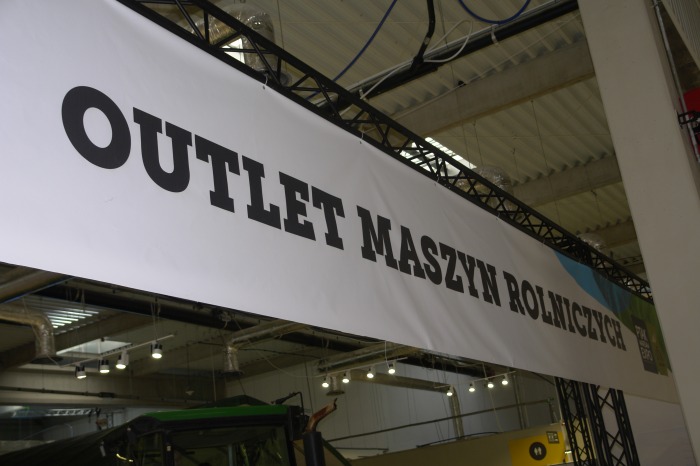 OUTLET MASZYN ROLNICZYCH